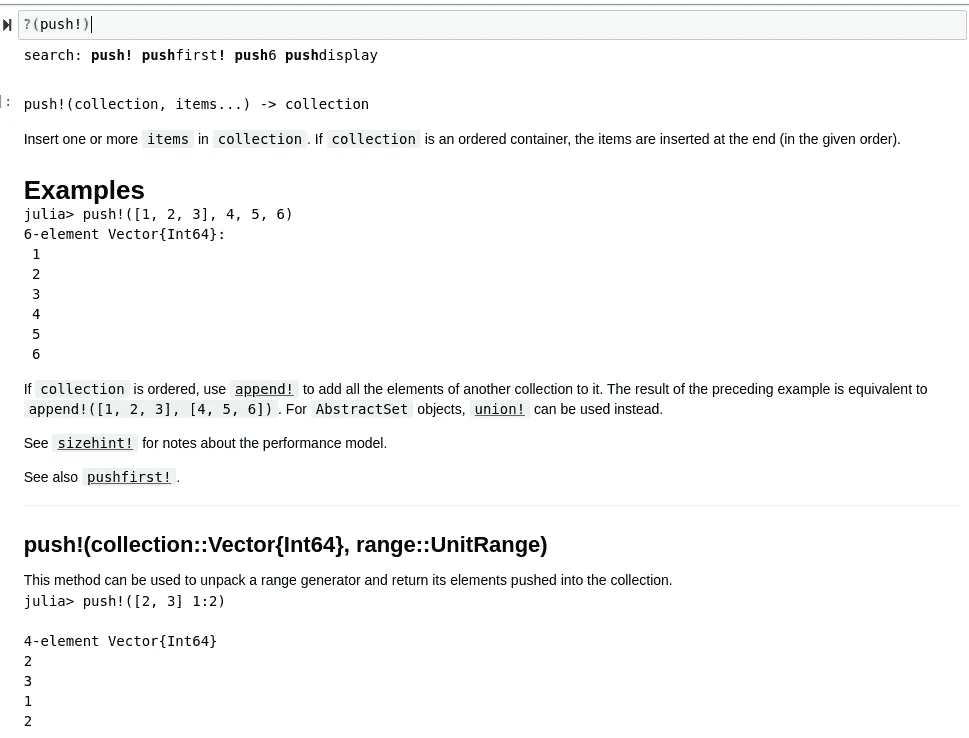 ?(push!)
search: push! pushfirst! push6 pushdisplay
]:
push!(collection, items...) -> collection
Insert one or more items in collection . If collection is an ordered container, the items are inserted at the end (in the given order).
Examples
julia> push!([1, 2, 3], 4, 5, 6)
6-element Vector{Int64}:
1
2
3
4
5
6
If collection is ordered, use append! to add all the elements of another collection to it. The result of the preceding example is equivalent to
append!([1, 2, 3], [4, 5, 6]) . For AbstractSet objects, union! can be used instead.
See sizehint! for notes about the performance model.
See also pushfirst! .
push!(collection::Vector{Int64}, range::UnitRange)
This method can be used to unpack a range generator and return its elements pushed into the collection.
julia> push!([2, 3] 1:2)
4-element Vector{Int64}
2
3
1
2